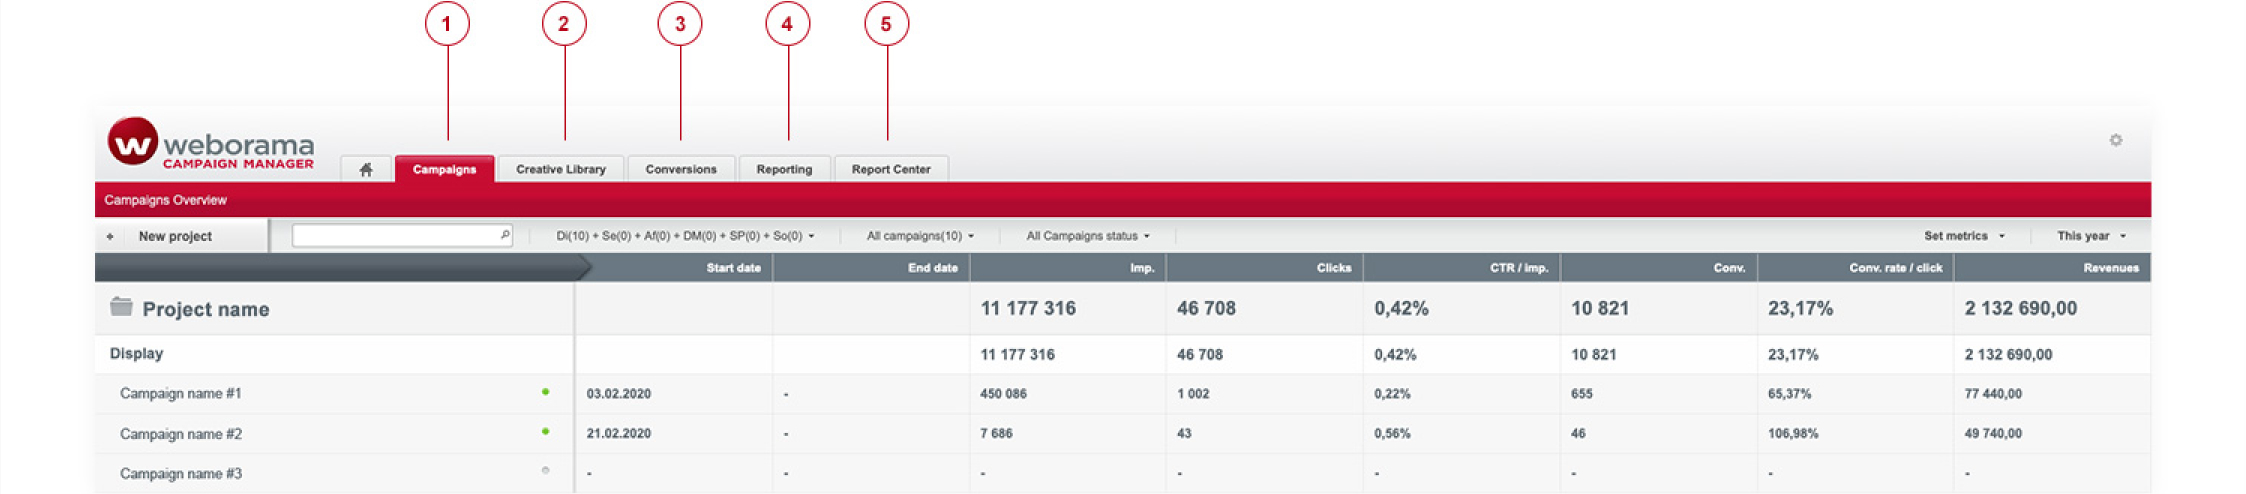 1 2 3 4 5
weborama
CAMPAIGN MANAGER
Campaigns Creative Library Conversions Reporting Report Center
Campaigns Overview
+ New project Di(10) + Se(0) + Af(0) + DM(0) + SP(0) + So(0) All campaigns(10) All Campaigns status Set metrics This year
Start date End date Imp. Clicks CTR / imp. Conv. Conv. rate / click Revenues
Project name 11 177 316 46 708 0,42% 10 821 23,17% 2 132 690,00
Display 11 177 316 46 708 0,42% 10 821 23,17% 2 132 690,00
Campaign name #1 03.02.2020 - 450 086 1 002 0,22% 655 65,37% 77 440,00
Campaign name #2 21.02.2020 - 7 686 43 0,56% 46 106,98% 49 740,00
Campaign name #3 - - - - - - - -